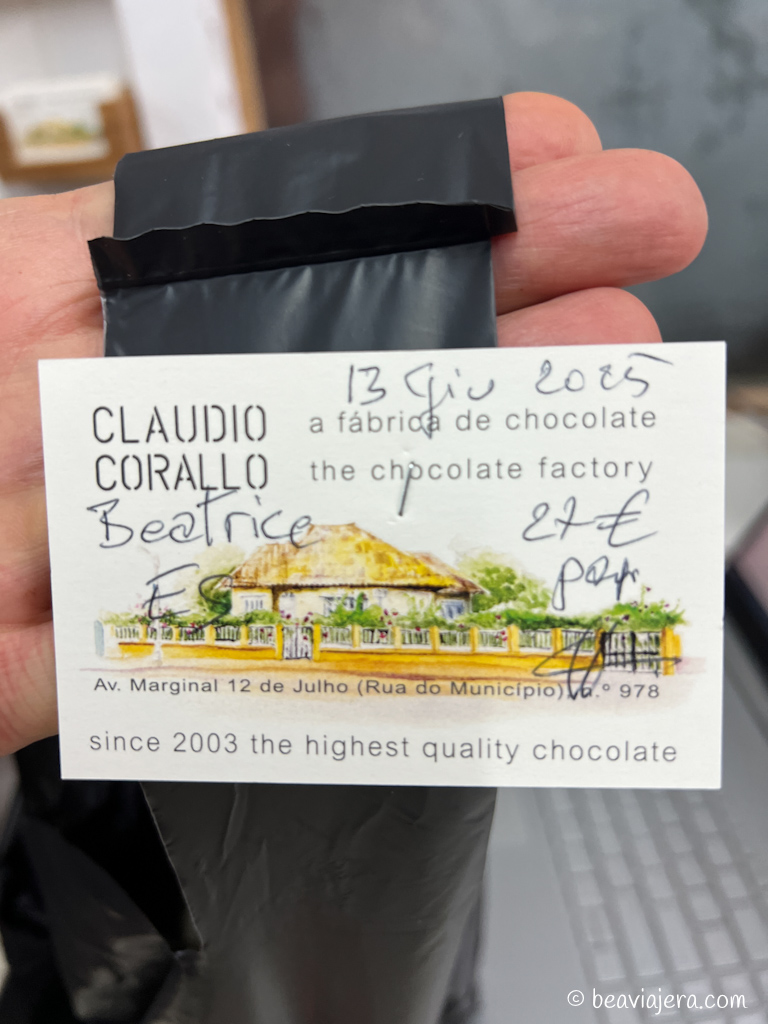 13 Giu 2025
CLAUDIO
CORALLO
a fábrica de chocolate
the chocolate factory
Beatrice
27 €
ES
Av. Marginal 12 de Julho (Rua do Município), n.º 978
since 2003 the highest quality chocolate
© beaviajera.com